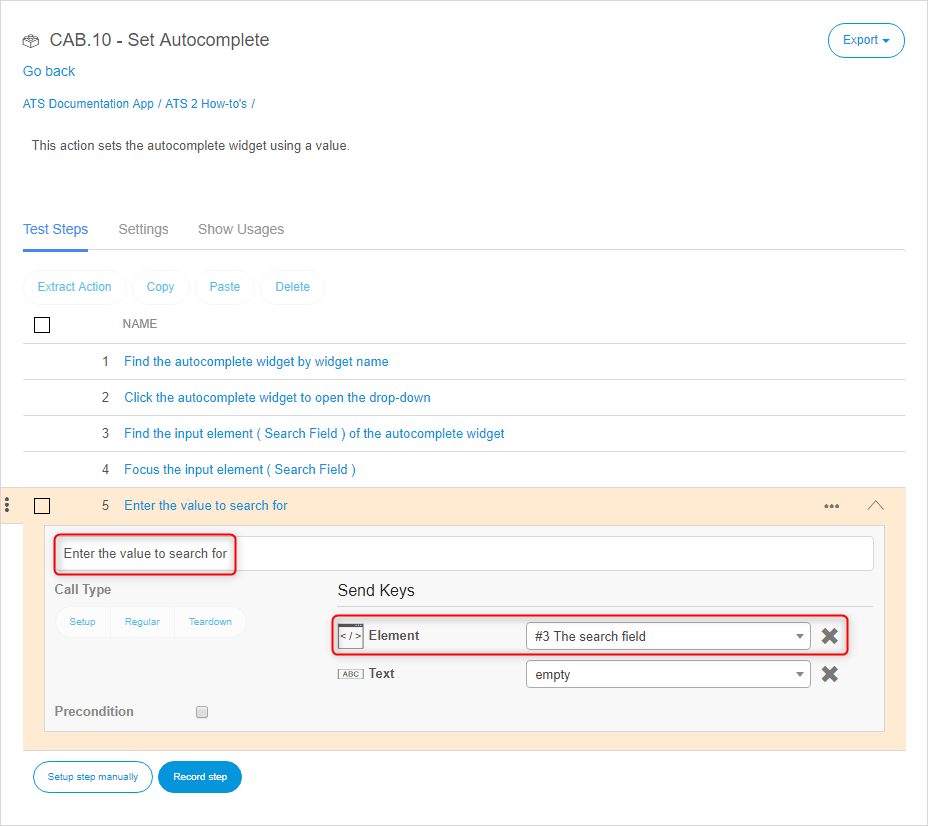 CAB.10 - Set Autocomplete
Export
Go back
ATS Documentation App / ATS 2 How-to's /
This action sets the autocomplete widget using a value.
Test Steps Settings Show Usages
Extract Action Copy Paste Delete
NAME
1 Find the autocomplete widget by widget name
2 Click the autocomplete widget to open the drop-down
3 Find the input element ( Search Field ) of the autocomplete widget
4 Focus the input element ( Search Field )
5 Enter the value to search for
Enter the value to search for
Call Type
Send Keys
Setup Regular Teardown
</> Element #3 The search field
ABC Text empty
Precondition
Setup step manually Record step